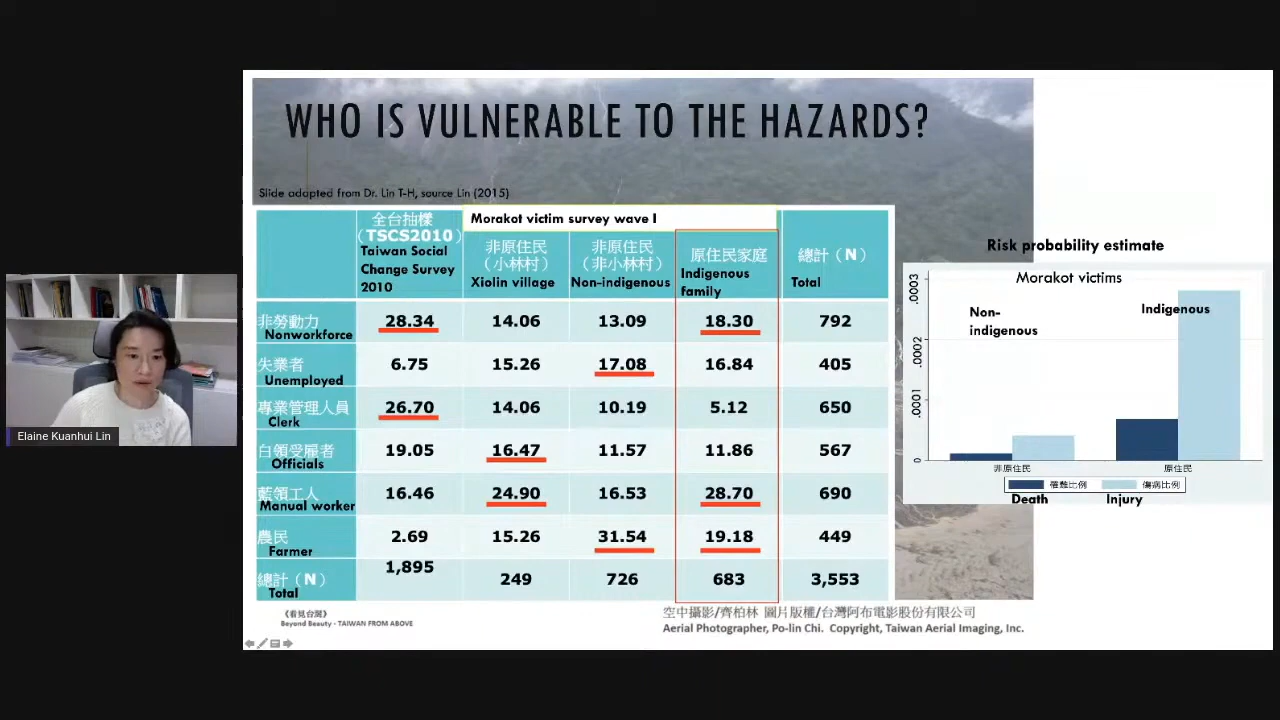 WHO IS VULNERABLE TO THE HAZARDS?
Slide adapted from Dr. Lin T-H, source Lin (2015)
全台抽樣
（TSCS2010）
Taiwan Social
Change Survey
2010
Morakot victim survey wave I
非原住民
（小林村）
Xiolin village
非原住民
（非小林村）
Non-indigenous
原住民家庭
Indigenous
family
總計（N）
Total
非勞動力
Nonworkforce
28.34 14.06 13.09 18.30 792
失業者
Unemployed
6.75 15.26 17.08 16.84 405
專業管理人員
Clerk
26.70 14.06 10.19 5.12 650
白領受雇者
Officials
19.05 16.47 11.57 11.86 567
藍領工人
Manual worker
16.46 24.90 16.53 28.70 690
農民
Farmer
2.69 15.26 31.54 19.18 449
總計（N）
Total
1,895 249 726 683 3,553
《看見台灣》
Beyond Beauty - TAIWAN FROM ABOVE
空中攝影/齊柏林 圖片版權/台灣阿布電影股份有限公司
Aerial Photographer, Po-lin Chi. Copyright, Taiwan Aerial Imaging, Inc.
Risk probability estimate
Morakot victims
Non-
indigenous
Indigenous
.0003
.0002
.0001
0
非原住民 原住民
罹難比例 傷病比例
Death Injury
Elaine Kuanhui Lin